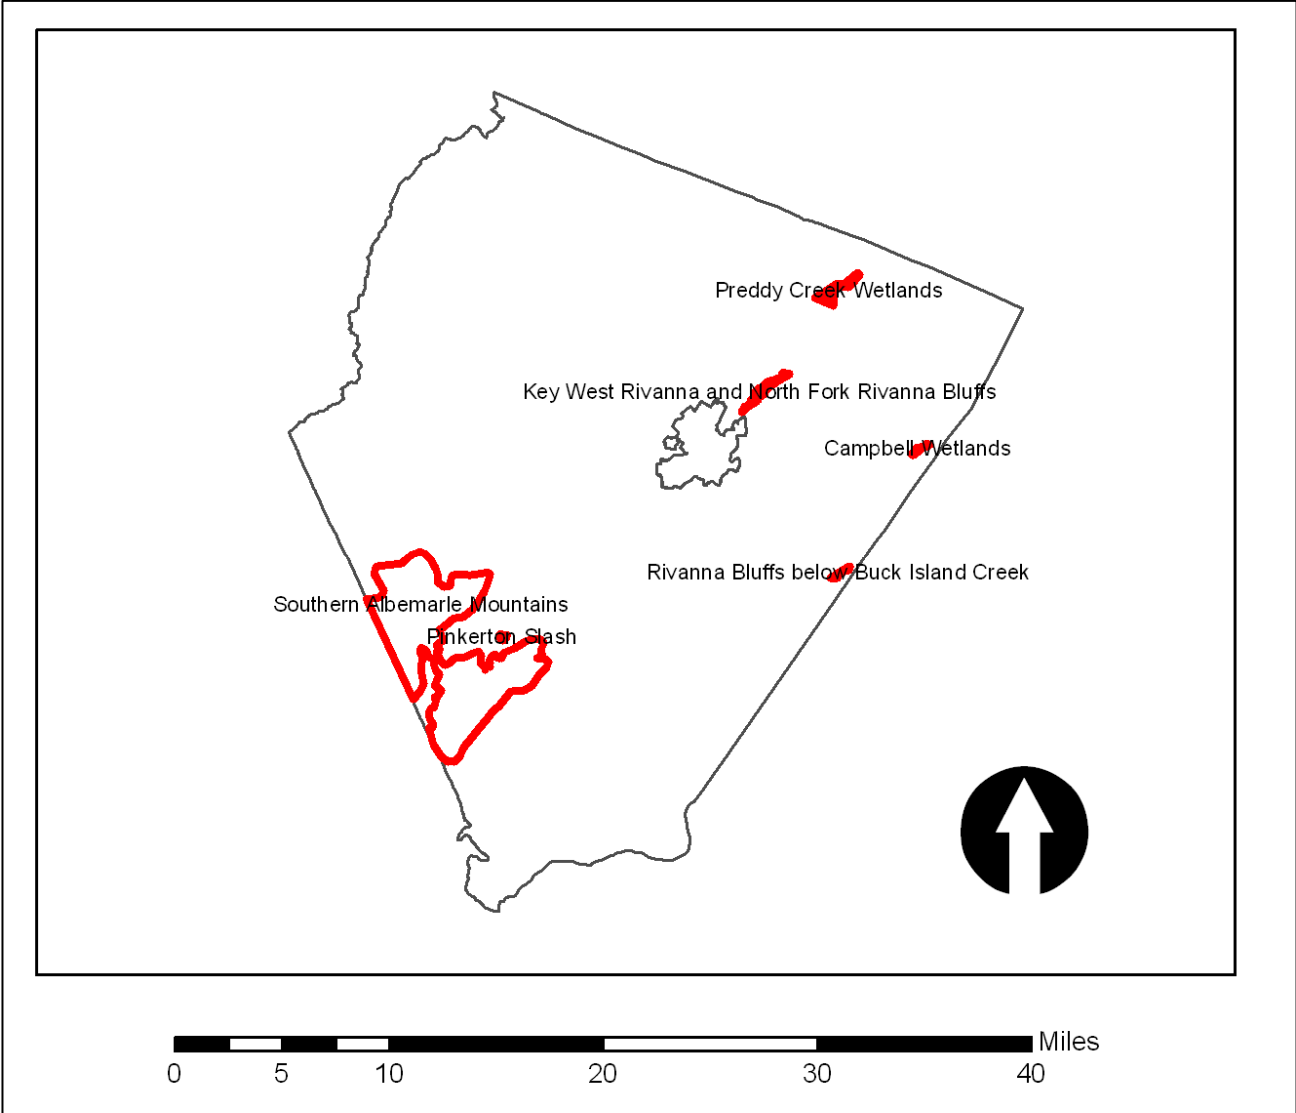 Preddy Creek Wetlands
Key West Rivanna and North Fork Rivanna Bluffs
Campbell Wetlands
Rivanna Bluffs below Buck Island Creek
Southern Albemarle Mountains
Pinkerton Slash
Miles
0 5 10 20 30 40